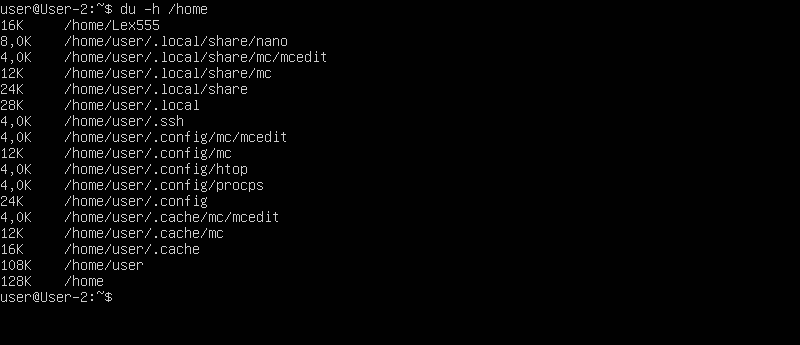 user@User-2:~$ du -h /home
16K /home/Lex555
8,0K /home/user/.local/share/nano
4,0K /home/user/.local/share/mc/mcedit
12K /home/user/.local/share/mc
24K /home/user/.local/share
28K /home/user/.local
4,0K /home/user/.ssh
4,0K /home/user/.config/mc/mcedit
12K /home/user/.config/mc
4,0K /home/user/.config/htop
4,0K /home/user/.config/procps
24K /home/user/.config
4,0K /home/user/.cache/mc/mcedit
12K /home/user/.cache/mc
16K /home/user/.cache
108K /home/user
128K /home
user@User-2:~$